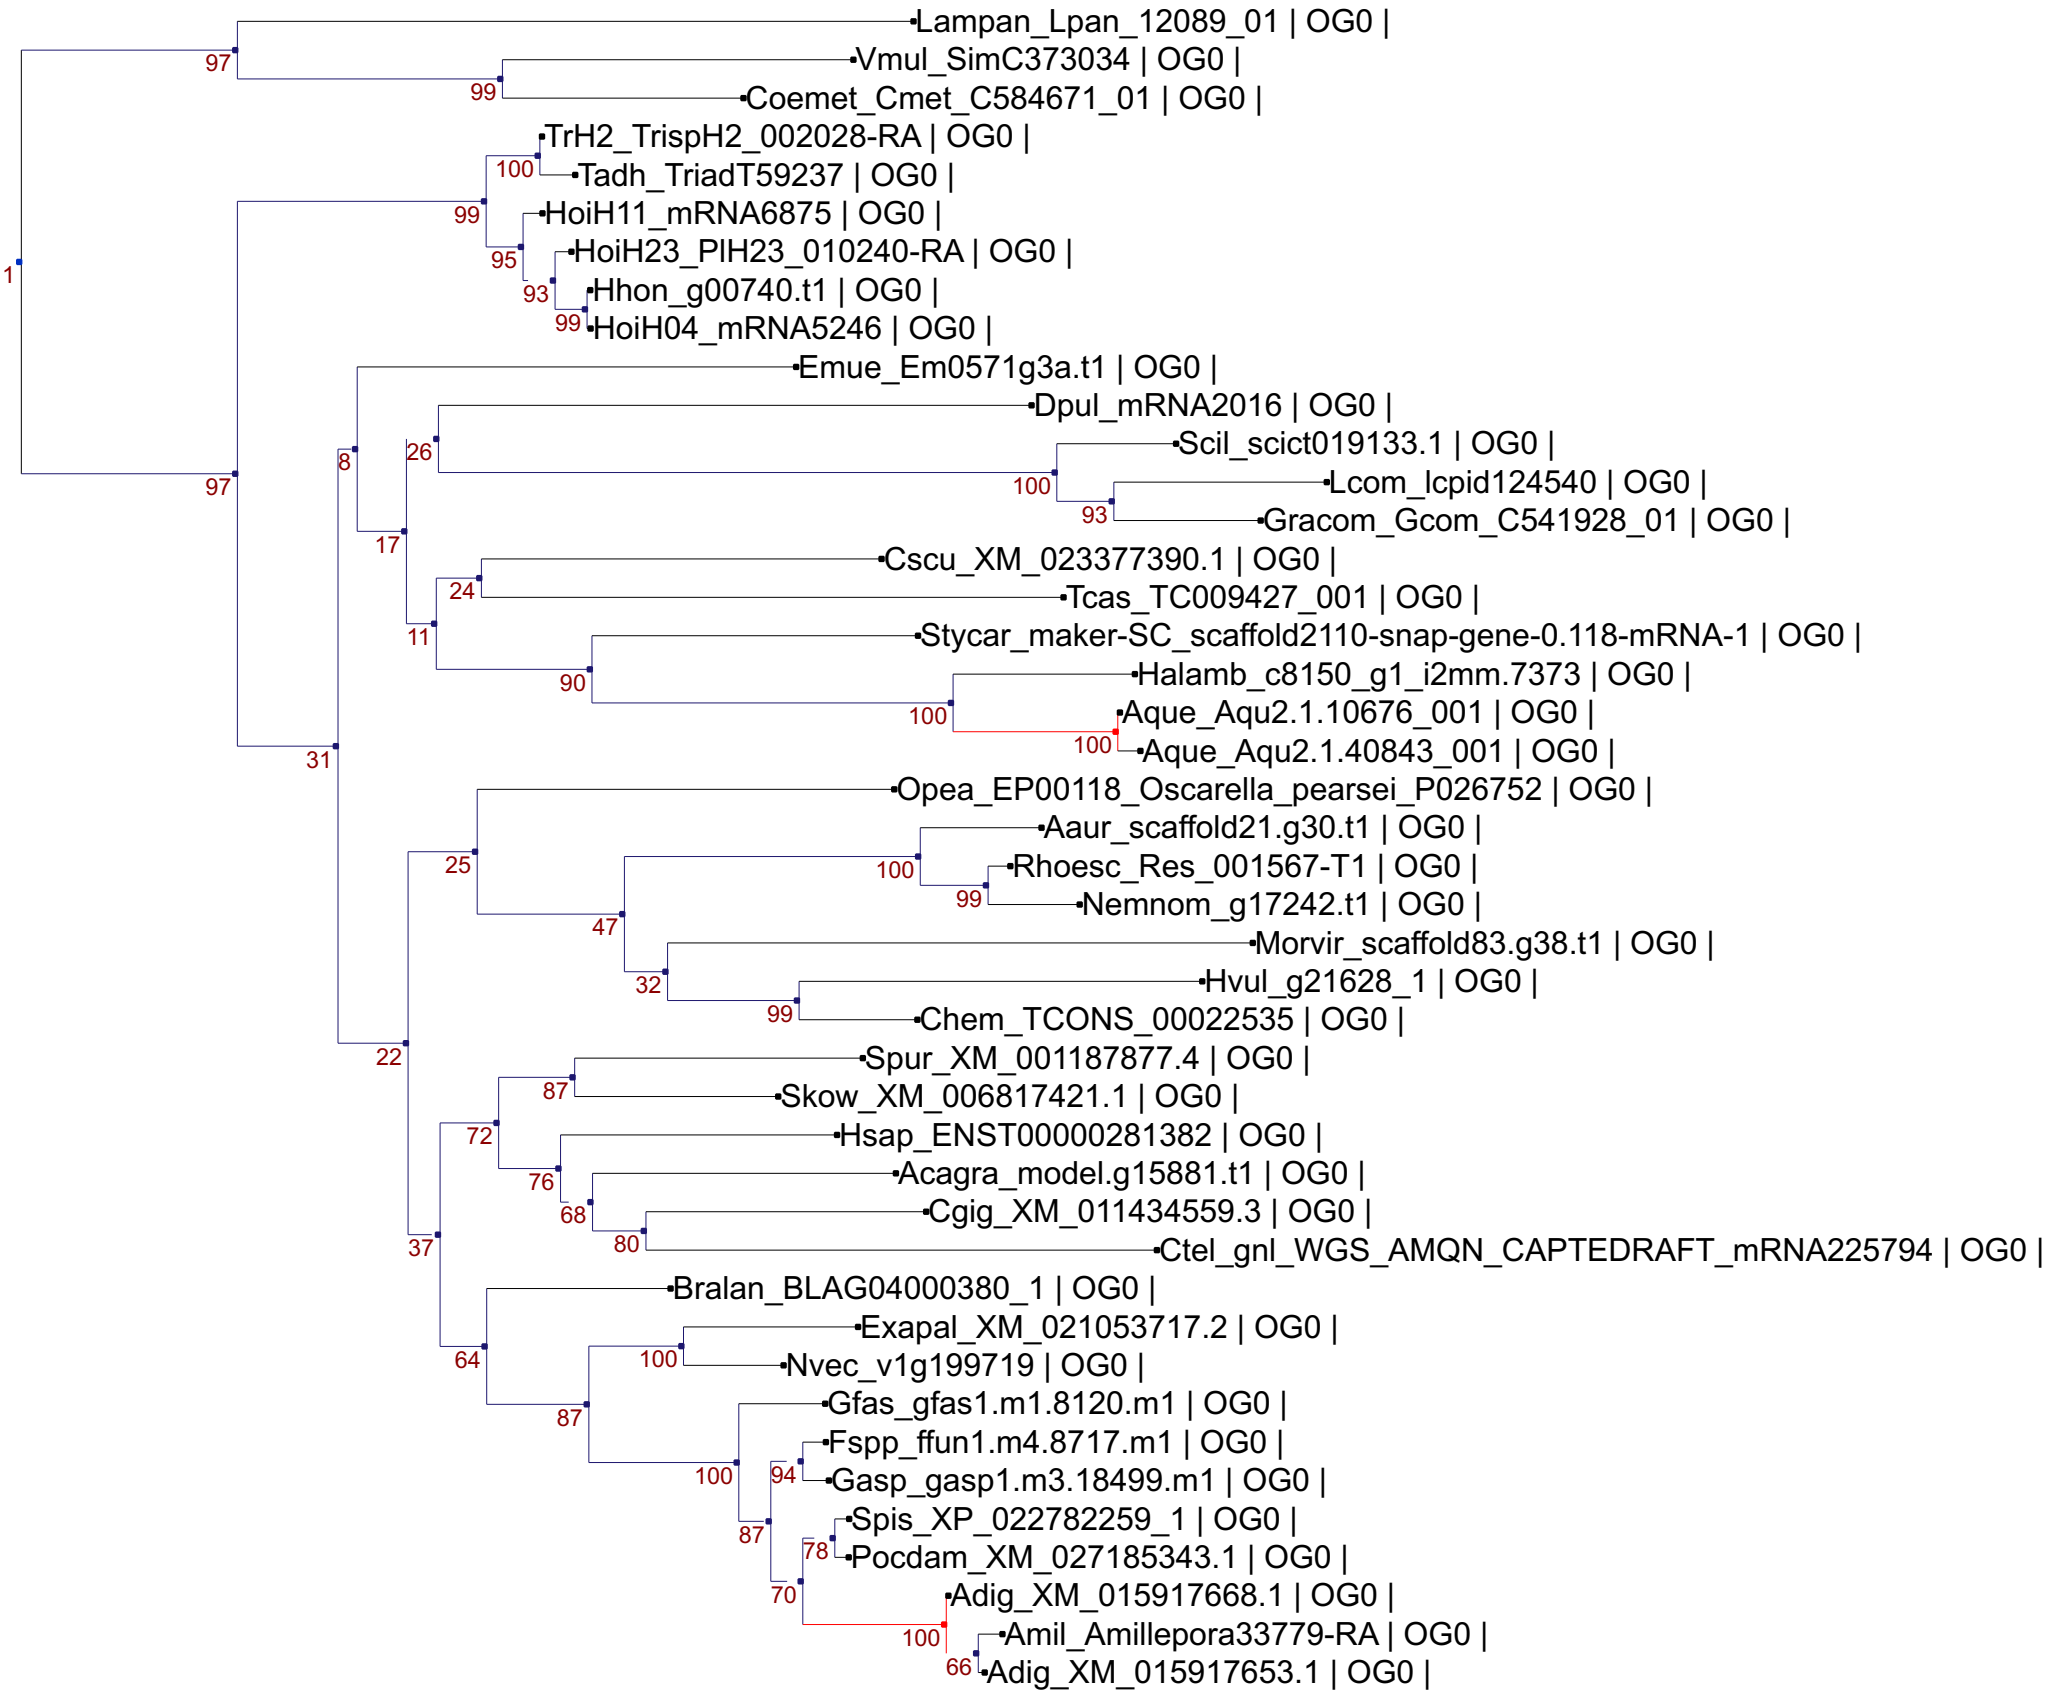 Lampan_Lpan_12089_01 | OG0 |
97
Vmul_SimC373034 | OG0 |
99
Coemet_Cmet_C584671_01 | OG0 |
TrH2_TrispH2_002028-RA | OG0 |
100
Tadh_TriadT59237 | OG0 |
99
HoiH11_mRNA6875 | OG0 |
95
HoiH23_PlH23_010240-RA | OG0 |
1
93
Hhon_g00740.t1 | OG0 |
99
HoiH04_mRNA5246 | OG0 |
Emue_Em0571g3a.t1 | OG0 |
Dpul_mRNA2016 | OG0 |
26
Scil_scict019133.1 | OG0 |
8
97
100
Lcom_lcpid124540 | OG0 |
93
Gracom_Gcom_C541928_01 | OG0 |
17
Cscu_XM_023377390.1 | OG0 |
24
Tcas_TC009427_001 | OG0 |
11
Stycar_maker-SC_scaffold2110-snap-gene-0.118-mRNA-1 | OG0 |
90
Halamb_c8150_g1_i2mm.7373 | OG0 |
100
Aque_Aqu2.1.10676_001 | OG0 |
100
Aque_Aqu2.1.40843_001 | OG0 |
31
Opea_EP00118_Oscarella_pearsei_P026752 | OG0 |
Aaur_scaffold21.g30.t1 | OG0 |
25
100
Rhoesc_Res_001567-T1 | OG0 |
99
Nemnom_g17242.t1 | OG0 |
47
Morvir_scaffold83.g38.t1 | OG0 |
32
Hvul_g21628_1 | OG0 |
99
Chem_TCONS_00022535 | OG0 |
22
Spur_XM_001187877.4 | OG0 |
87
Skow_XM_006817421.1 | OG0 |
72
Hsap_ENST00000281382 | OG0 |
76
Acagra_model.g15881.t1 | OG0 |
68
Cgig_XM_011434559.3 | OG0 |
80
37
Ctel_gnl_WGS_AMQN_CAPTEDRAFT_mRNA225794 | OG0 |
Bralan_BLAG04000380_1 | OG0 |
Exapal_XM_021053717.2 | OG0 |
64
100
Nvec_v1g199719 | OG0 |
Gfas_gfas1.m1.8120.m1 | OG0 |
87
Fspp_ffun1.m4.8717.m1 | OG0 |
100
94
Gasp_gasp1.m3.18499.m1 | OG0 |
Spis_XP_022782259_1 | OG0 |
87
78
Pocdam_XM_027185343.1 | OG0 |
70
Adig_XM_015917668.1 | OG0 |
100
Amil_Amillepora33779-RA | OG0 |
66
Adig_XM_015917653.1 | OG0 |